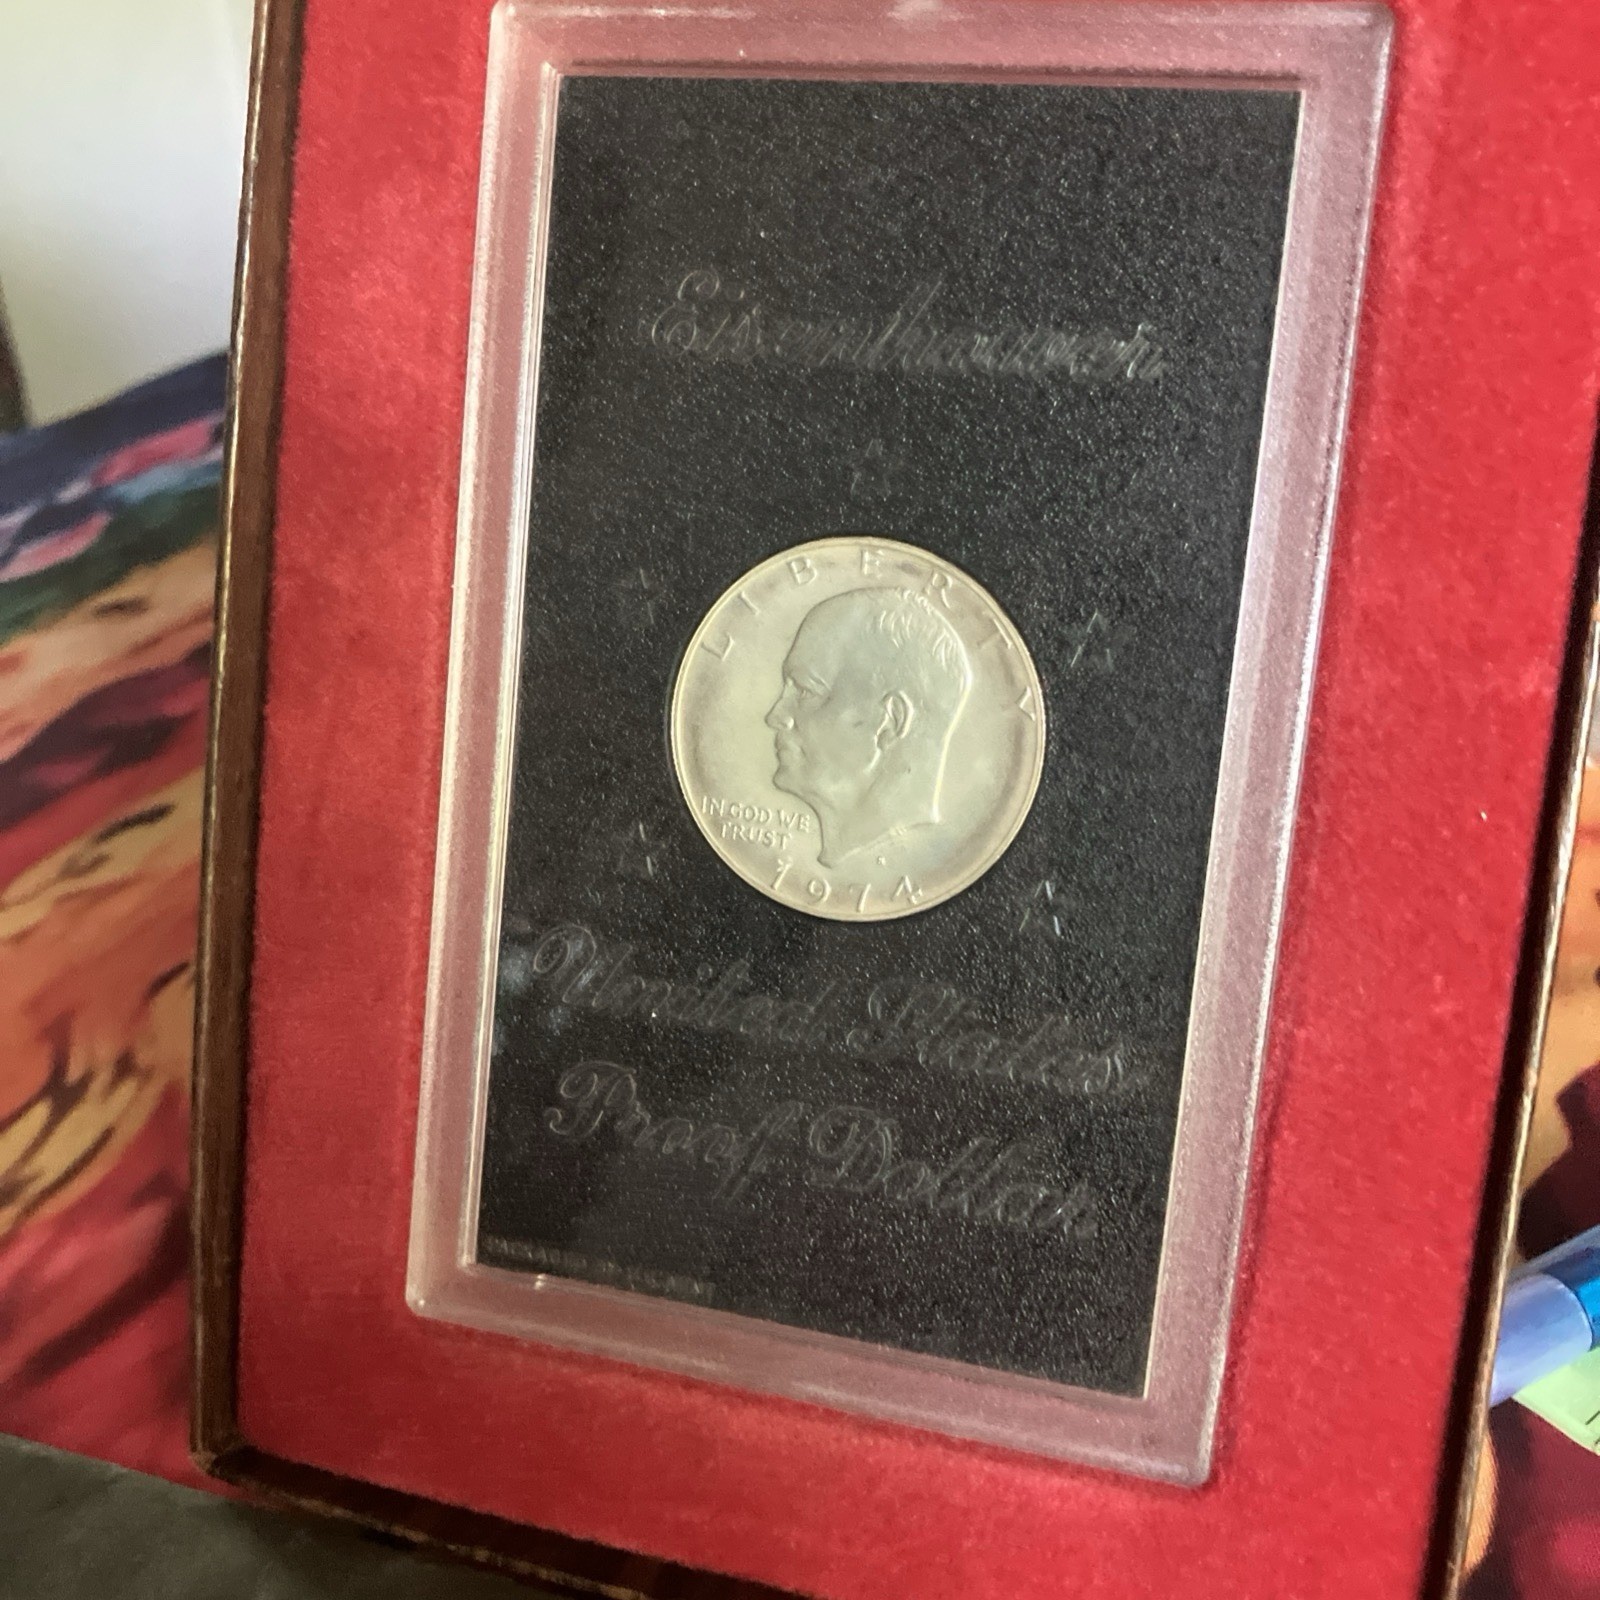 Eisenhower
LIBERTY
IN GOD WE
TRUST
S
1974
United States
Proof Dollar